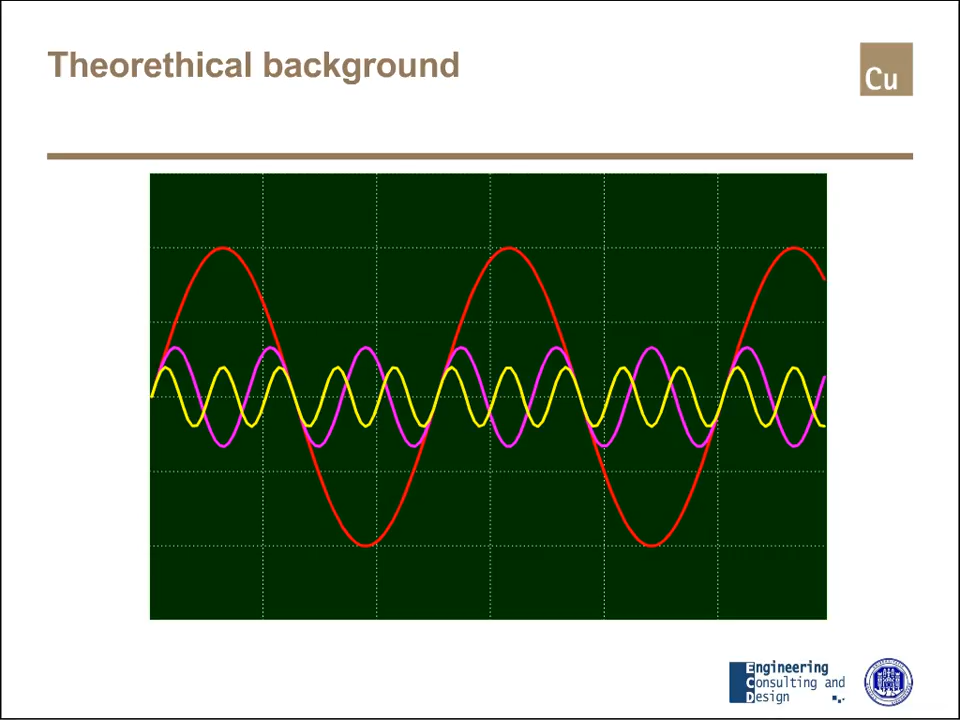 Theorethical background
Cu
Engineering
Consulting and
Design